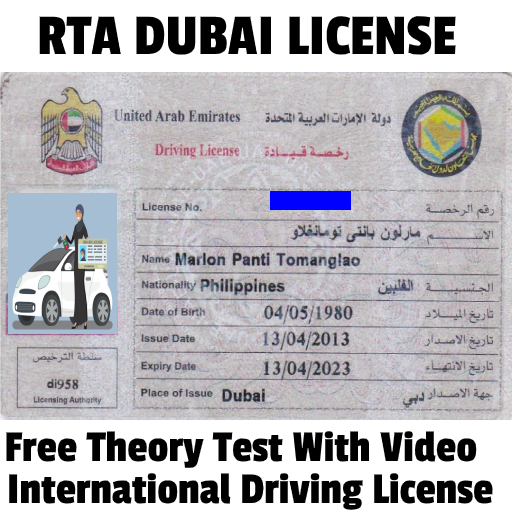 RTA DUBAI LICENSE
United Arab Emirates دولة الإمارات العربية المتحدة
Driving License رخصة قيادة
License No. رقم الرخصة
الاسم مارلون بانتى تومانغلاو
Name Marlon Panti Tomanglao
Nationality Philippines الفلبين الجنسية
Date of Birth 04/05/1980 تاريخ الميلاد
Issue Date 13/04/2013 تاريخ الاصدار
Expiry Date 13/04/2023 تاريخ الانتهاء
Place of Issue Dubai دبي جهة الاصدار
سلطة الترخيص
di958
Licensing Authority
Free Theory Test With Video
International Driving License